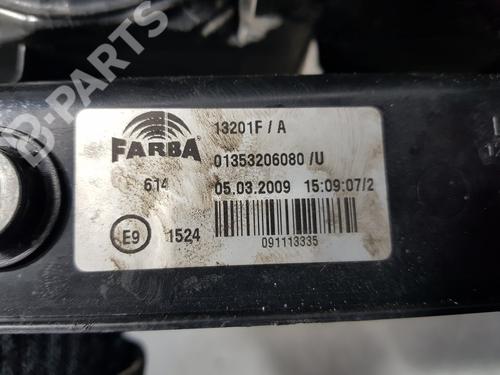 B-PARTS
FARBA
13201F / A
01353206080 /U
614
05.03.2009 15:09:07/2
E9
1524
091113335